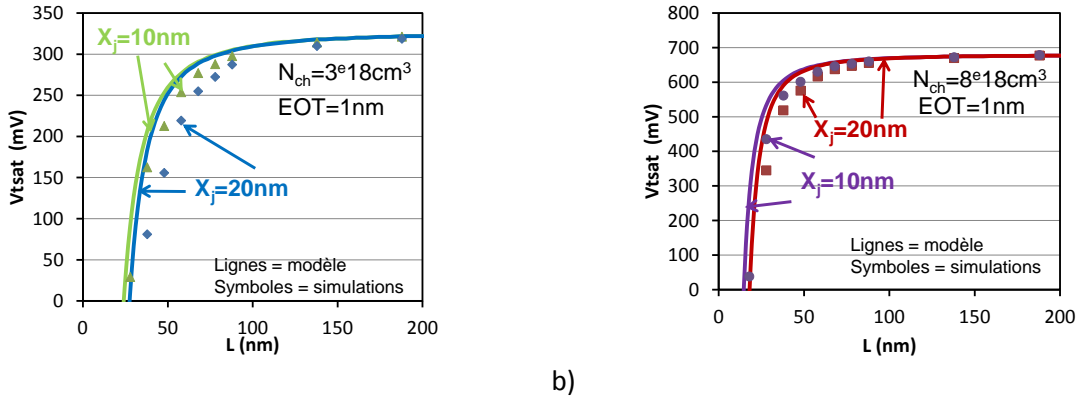 350
300
250
200
150
100
50
0
Vtsat (mV)
0 50 100 150 200
L (nm)
Xj=10nm
Nch=3e18cm3
EOT=1nm
Xj=20nm
Lignes = modèle
Symboles = simulations
800
700
600
500
400
300
200
100
0
Vtsat (mV)
0 50 100 150 200
L (nm)
Nch=8e18cm3
EOT=1nm
Xj=20nm
Xj=10nm
Lignes = modèle
Symboles = simulations
b)